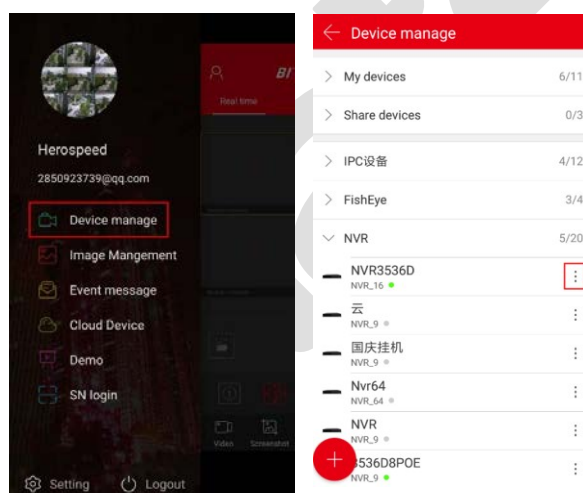 Herospeed
2850923739@qq.com
Device manage
Image Mangement
Event message
Cloud Device
Demo
SN login
Setting
Logout
BI
Real time
Video
Screenshot
Device manage
My devices 6/11
Share devices 0/3
IPC设备 4/12
FishEye 3/4
NVR 5/20
NVR3536D
NVR_16
云
NVR_9
国庆挂机
NVR_9
Nvr64
NVR_64
NVR
NVR_9
3536D8POE
NVR_9